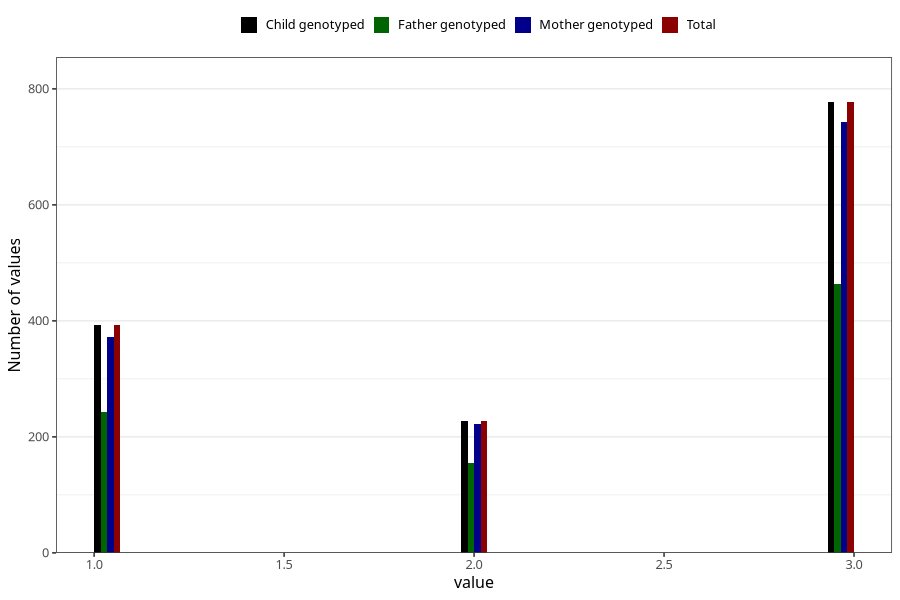 Child genotyped Father genotyped Mother genotyped Total
800
600
400
200
0
Number of values
1.0 1.5 2.0 2.5 3.0
value